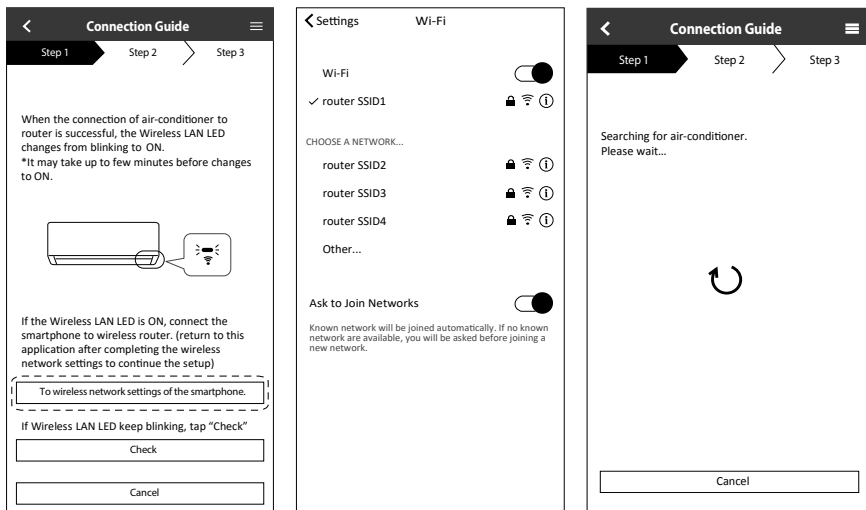 Connection Guide
Step 1
Step 2
Step 3
When the connection of air-conditioner to
router is successful, the Wireless LAN LED
changes from blinking to ON.
*It may take up to few minutes before changes
to ON.
If the Wireless LAN LED is ON, connect the
smartphone to wireless router. (return to this
application after completing the wireless
network settings to continue the setup)
To wireless network settings of the smartphone.
If Wireless LAN LED keep blinking, tap “Check”
Check
Cancel
Settings
Wi-Fi
Wi-Fi
router SSID1
CHOOSE A NETWORK...
router SSID2
router SSID3
router SSID4
Other...
Ask to Join Networks
Known network will be joined automatically. If no known
network are available, you will be asked before joining a
new network.
Connection Guide
Step 1
Step 2
Step 3
Searching for air-conditioner.
Please wait...
Cancel